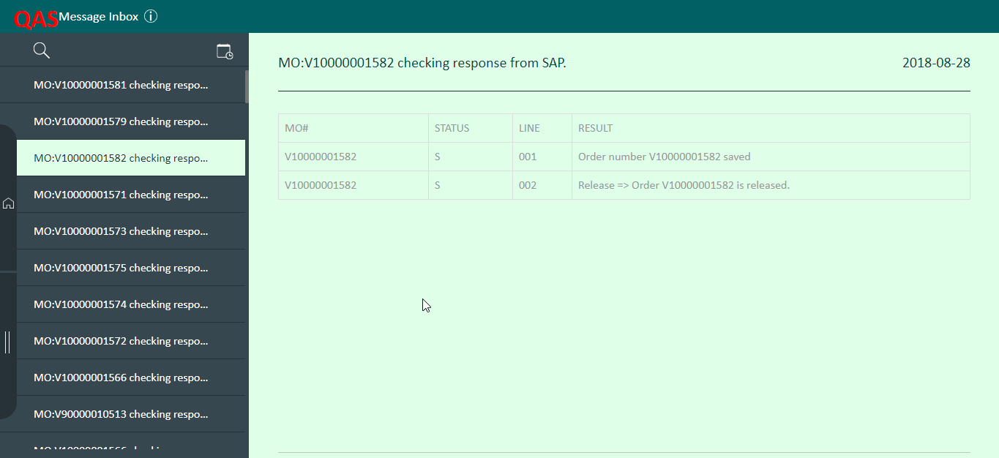 QAS Message Inbox
MO:V10000001581 checking respo...
MO:V10000001579 checking respo...
MO:V10000001582 checking respo...
MO:V10000001571 checking respo...
MO:V10000001573 checking respo...
MO:V10000001575 checking respo...
MO:V10000001574 checking respo...
MO:V10000001572 checking respo...
MO:V10000001566 checking respo...
MO:V90000010513 checking respo...
MO:V10000001582 checking response from SAP. 2018-08-28
MO# STATUS LINE RESULT
V10000001582 S 001 Order number V10000001582 saved
V10000001582 S 002 Release => Order V10000001582 is released.